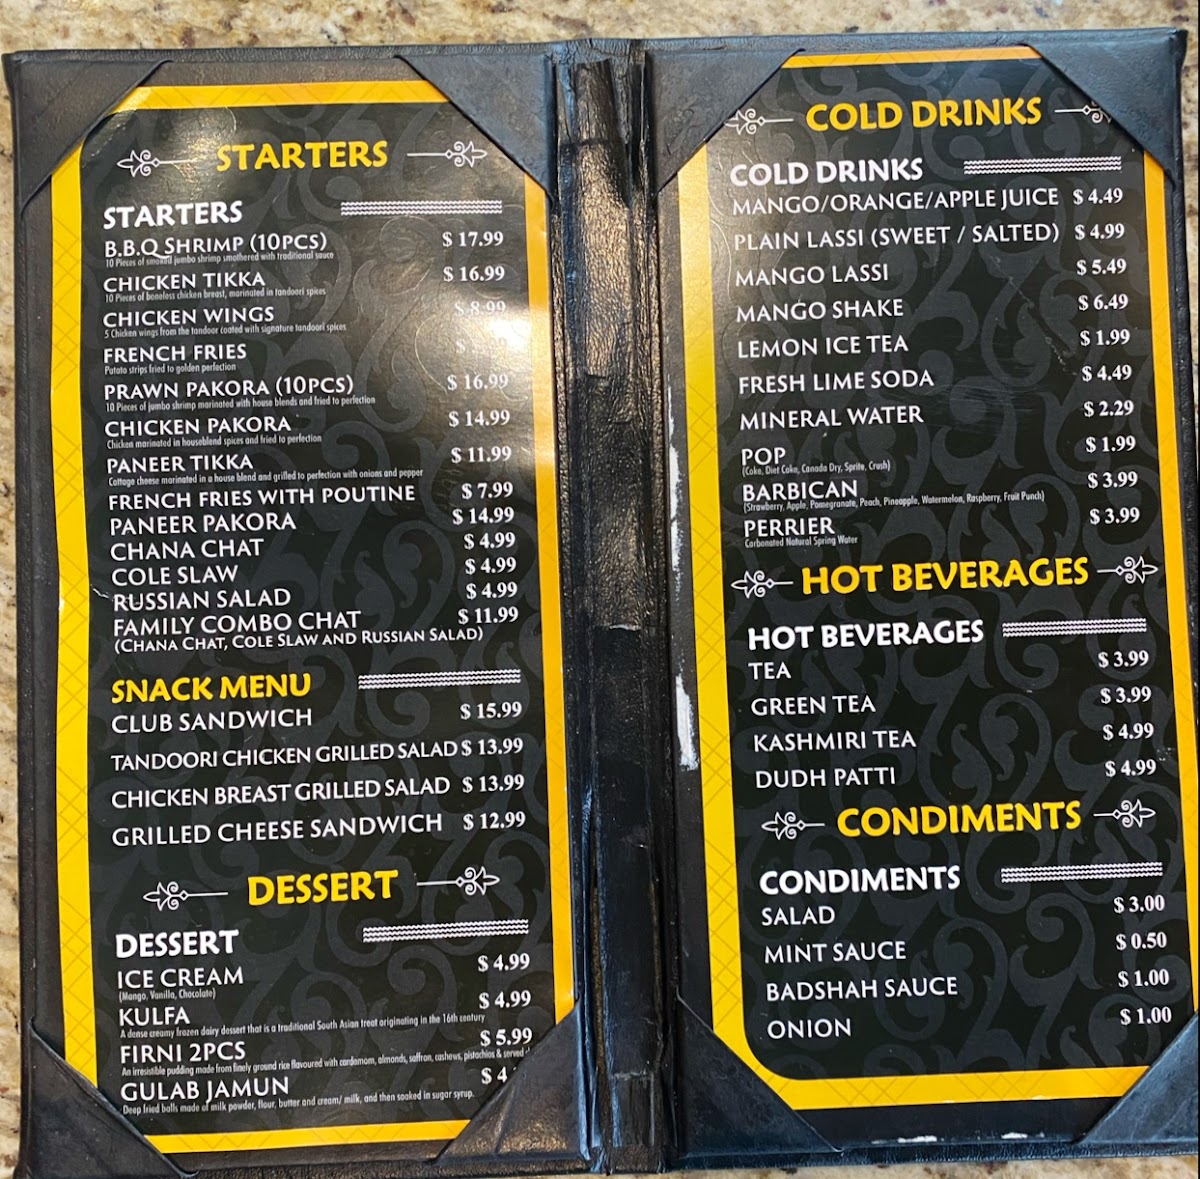 STARTERS
STARTERS
B.B.Q SHRIMP (10PCS) $ 17.99
10 Pieces of smoked jumbo shrimp smothered with traditional sauce
CHICKEN TIKKA $ 16.99
10 Pieces of boneless chicken breast, marinated in tandoori spices
CHICKEN WINGS $ 8.99
5 Chicken wings from the tandoor coated with signature tandoori spices
FRENCH FRIES
Potato strips fried to golden perfection
PRAWN PAKORA (10PCS) $ 16.99
10 Pieces of jumbo shrimp marinated with house blends and fried to perfection
CHICKEN PAKORA $ 14.99
Chicken marinated in houseblend spices and fried to perfection
PANEER TIKKA $ 11.99
Cottage cheese marinated in a house blend and grilled to perfection with onions and pepper
FRENCH FRIES WITH POUTINE $ 7.99
PANEER PAKORA $ 14.99
CHANA CHAT $ 4.99
COLE SLAW $ 4.99
RUSSIAN SALAD $ 4.99
FAMILY COMBO CHAT $ 11.99
(CHANA CHAT, COLE SLAW AND RUSSIAN SALAD)
SNACK MENU
CLUB SANDWICH $ 15.99
TANDOORI CHICKEN GRILLED SALAD $ 13.99
CHICKEN BREAST GRILLED SALAD $ 13.99
GRILLED CHEESE SANDWICH $ 12.99
DESSERT
DESSERT
ICE CREAM $ 4.99
(Mango, Vanilla, Chocolate)
KULFA $ 4.99
A dense creamy frozen dairy dessert that is a traditional South Asian treat originating in the 16th century
FIRNI 2PCS $ 5.99
An irresistible pudding made from finely ground rice flavoured with cardamom, almonds, saffron, cashews, pistachios & served
GULAB JAMUN $ 4
Deep fried balls made of milk powder, flour, butter and cream/ milk, and then soaked in sugar syrup.
COLD DRINKS
COLD DRINKS
MANGO/ORANGE/APPLE JUICE $ 4.49
PLAIN LASSI (SWEET / SALTED) $ 4.99
MANGO LASSI $ 5.49
MANGO SHAKE $ 6.49
LEMON ICE TEA $ 1.99
FRESH LIME SODA $ 4.49
MINERAL WATER $ 2.29
POP $ 1.99
(Coke, Diet Coke, Canada Dry, Sprite, Crush)
BARBICAN $ 3.99
(Strawberry, Apple, Pomegranate, Peach, Pineapple, Watermelon, Raspberry, Fruit Punch)
PERRIER $ 3.99
Carbonated Natural Spring Water
HOT BEVERAGES
HOT BEVERAGES
TEA $ 3.99
GREEN TEA $ 3.99
KASHMIRI TEA $ 4.99
DUDH PATTI $ 4.99
CONDIMENTS
CONDIMENTS
SALAD $ 3.00
MINT SAUCE $ 0.50
BADSHAH SAUCE $ 1.00
ONION $ 1.00